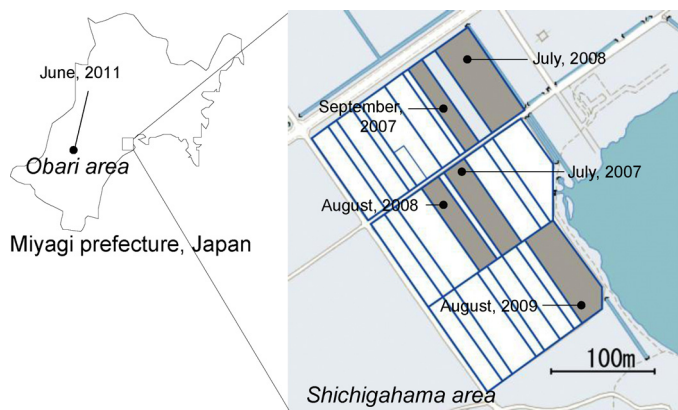 June, 2011
Obari area
Miyagi prefecture, Japan
July, 2008
September,
2007
July, 2007
August, 2008
August, 2009
100m
Shichigahama area